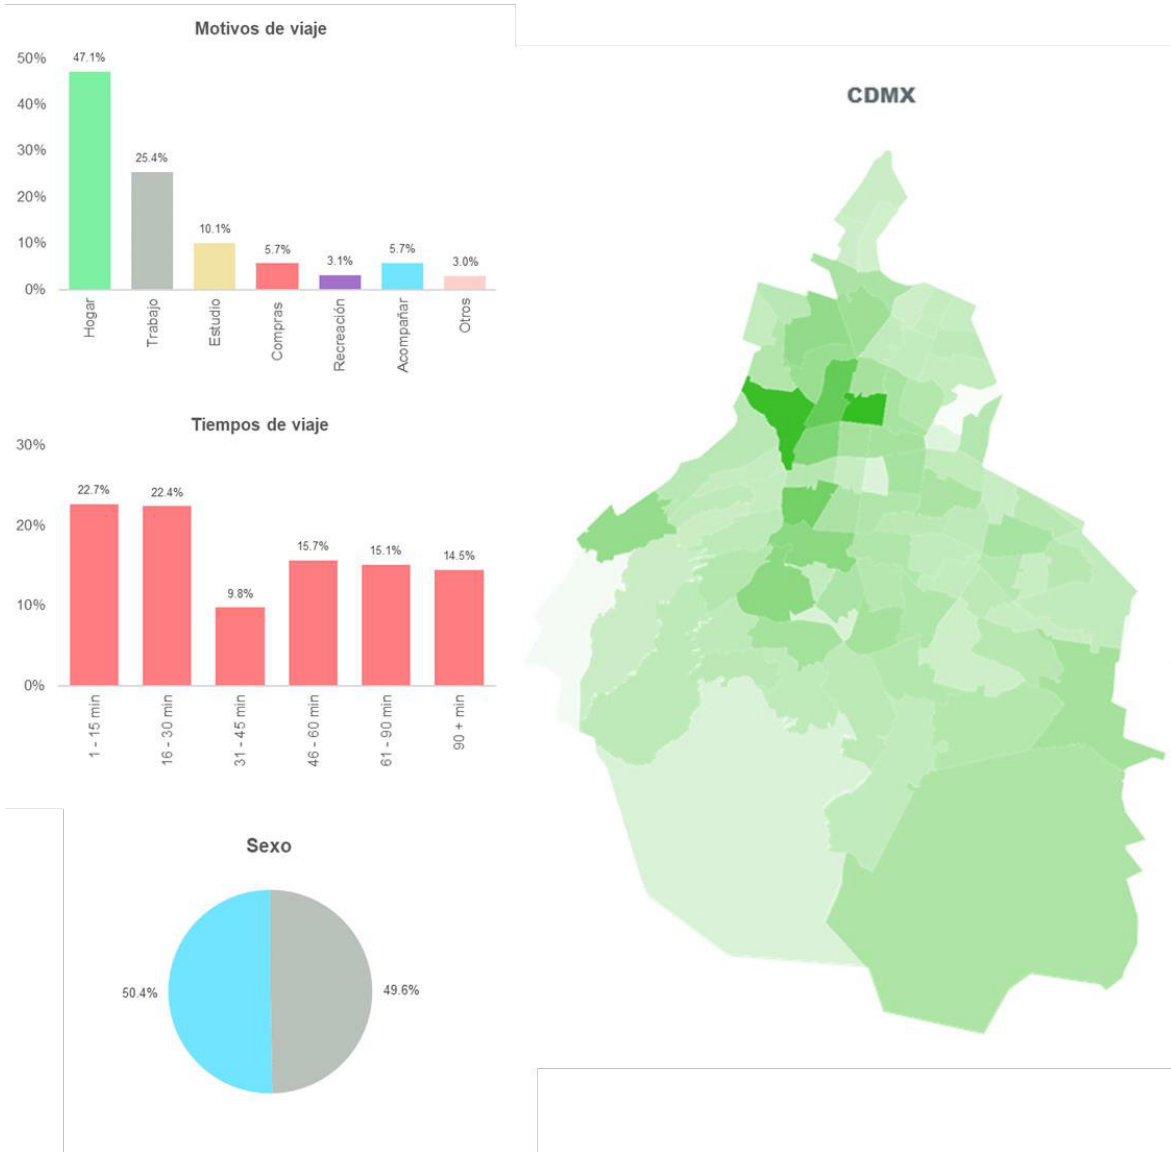 Motivos de viaje
50%
40%
30%
20%
10%
0%
47.1%
25.4%
10.1%
5.7%
3.1%
5.7%
3.0%
Hogar
Trabajo
Estudio
Compras
Recreación
Acompañar
Otros
Tiempos de viaje
30%
20%
10%
0%
22.7%
22.4%
9.8%
15.7%
15.1%
14.5%
1 - 15 min
16 - 30 min
31 - 45 min
46 - 60 min
61 - 90 min
90 + min
Sexo
50.4%
49.6%
CDMX